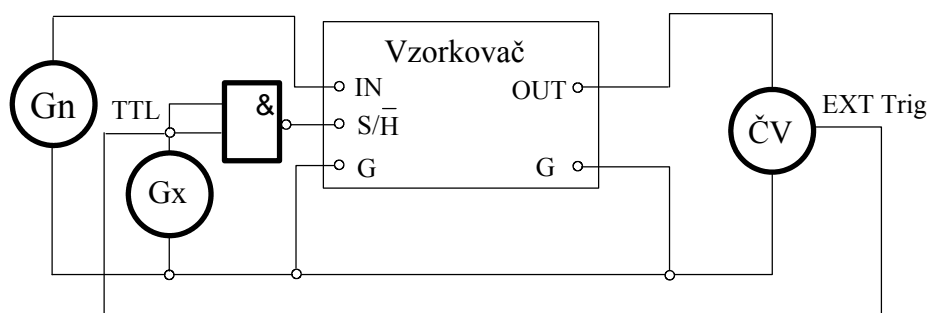 Vzorkovač
Gn
TTL
&
IN
OUT
EXT Trig
S/H̅
ČV
G
G
Gx